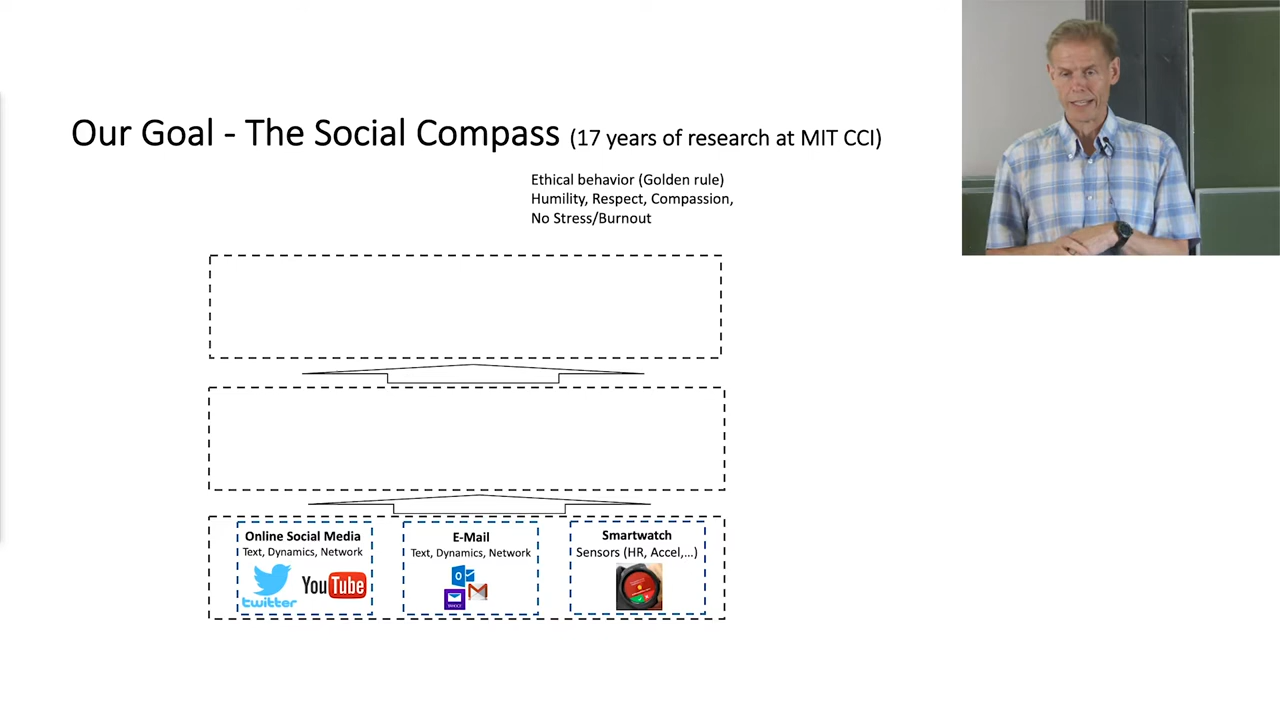 Our Goal - The Social Compass (17 years of research at MIT CCI)
Ethical behavior (Golden rule)
Humility, Respect, Compassion,
No Stress/Burnout
Online Social Media
Text, Dynamics, Network
twitter
YouTube
E-Mail
Text, Dynamics, Network
YAHOO!
Smartwatch
Sensors (HR, Accel,...)